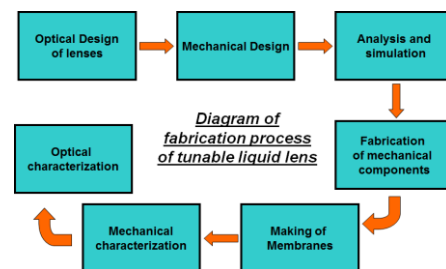 Optical Design
of lenses
Mechanical Design
Analysis and
simulation
Diagram of
fabrication process
of tunable liquid lens
Fabrication
of mechanical
components
Optical
characterization
Mechanical
characterization
Making of
Membranes